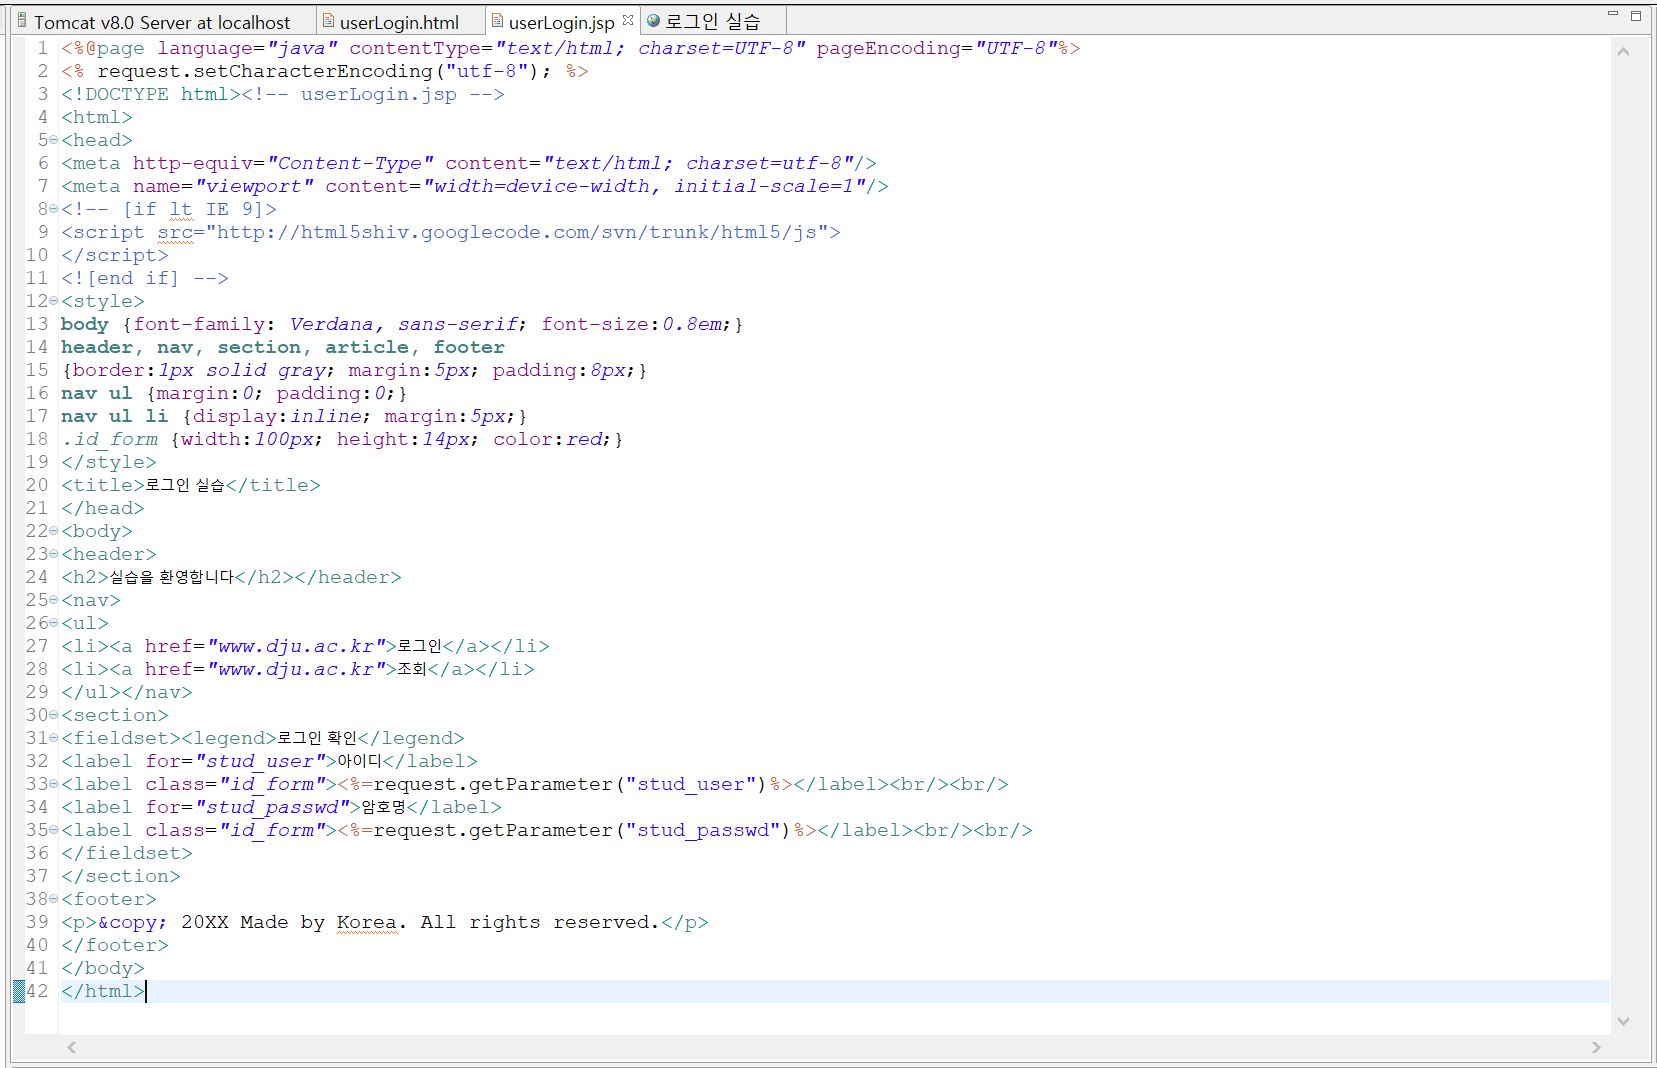 Tomcat v8.0 Server at localhost userLogin.html userLogin.jsp 로그인 실습
1 <%@page language="java" contentType="text/html; charset=UTF-8" pageEncoding="UTF-8"%>
2 <% request.setCharacterEncoding("utf-8"); %>
3 <!DOCTYPE html><!-- userLogin.jsp -->
4 <html>
5 <head>
6 <meta http-equiv="Content-Type" content="text/html; charset=utf-8"/>
7 <meta name="viewport" content="width=device-width, initial-scale=1"/>
8 <!-- [if lt IE 9]>
9 <script src="http://html5shiv.googlecode.com/svn/trunk/html5/js">
10 </script>
11 <![end if] -->
12 <style>
13 body {font-family: Verdana, sans-serif; font-size:0.8em;}
14 header, nav, section, article, footer
15 {border:1px solid gray; margin:5px; padding:8px;}
16 nav ul {margin:0; padding:0;}
17 nav ul li {display:inline; margin:5px;}
18 .id_form {width:100px; height:14px; color:red;}
19 </style>
20 <title>로그인 실습</title>
21 </head>
22 <body>
23 <header>
24 <h2>실습을 환영합니다</h2></header>
25 <nav>
26 <ul>
27 <li><a href="www.dju.ac.kr">로그인</a></li>
28 <li><a href="www.dju.ac.kr">조회</a></li>
29 </ul></nav>
30 <section>
31 <fieldset><legend>로그인 확인</legend>
32 <label for="stud_user">아이디</label>
33 <label class="id_form"><%=request.getParameter("stud_user")%></label><br/><br/>
34 <label for="stud_passwd">암호명</label>
35 <label class="id_form"><%=request.getParameter("stud_passwd")%></label><br/><br/>
36 </fieldset>
37 </section>
38 <footer>
39 <p>&copy; 20XX Made by Korea. All rights reserved.</p>
40 </footer>
41 </body>
42 </html>